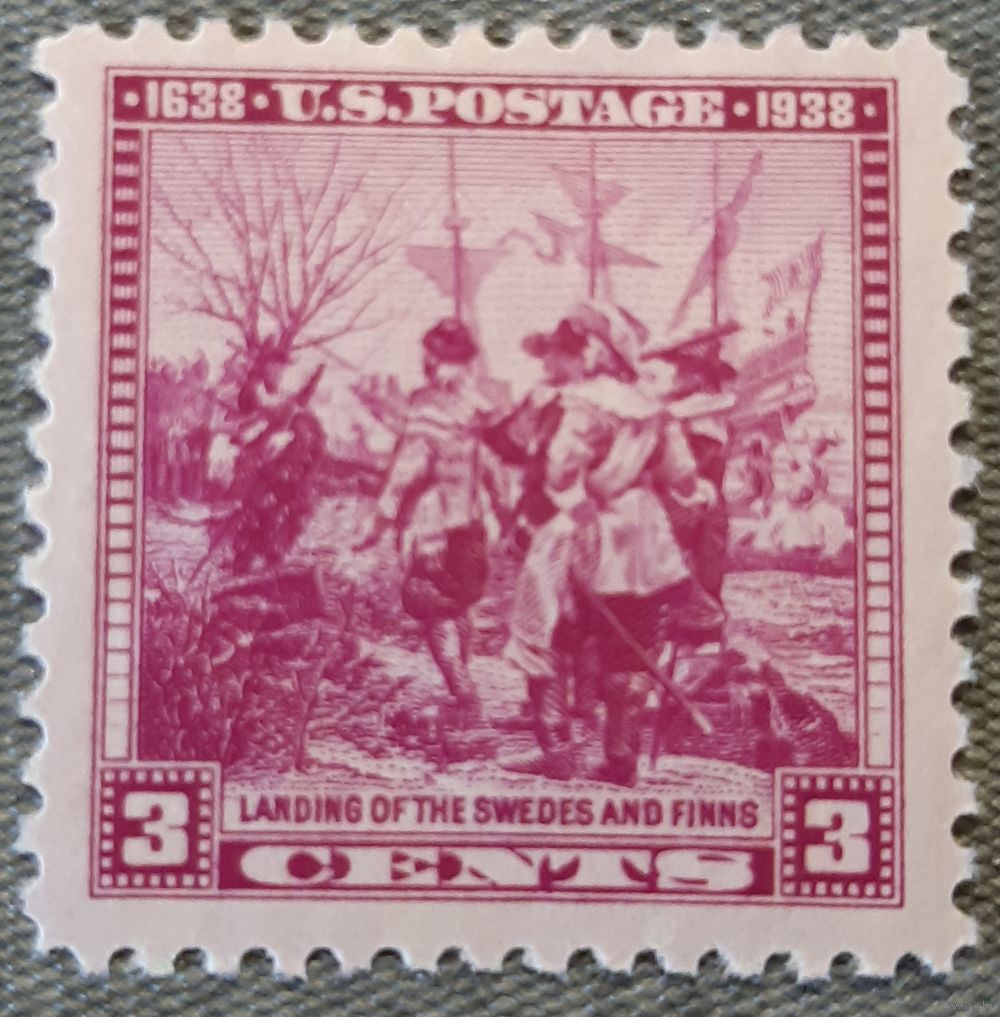 ·1638·U.S.POSTAGE·1938·
LANDING OF THE SWEDES AND FINNS
3 CENTS 3